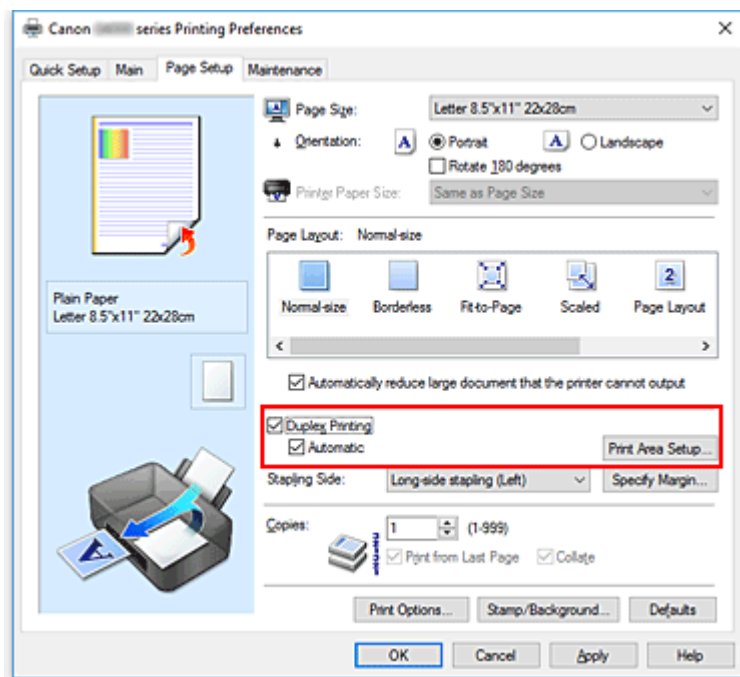 Canon series Printing Preferences
Quick Setup Main Page Setup Maintenance
Page Size: Letter 8.5"x11" 22x28cm
Orientation: A Portrait A Landscape
Rotate 180 degrees
Printer Paper Size: Same as Page Size
Page Layout: Normal-size
2
Normal-size Borderless Fit-to-Page Scaled Page Layout
Plain Paper
Letter 8.5"x11" 22x28cm
Automatically reduce large document that the printer cannot output
Duplex Printing
Automatic Print Area Setup...
Stapling Side: Long-side stapling (Left) Specify Margin...
Copies: 1 (1-999)
Print from Last Page Collate
A
Print Options... Stamp/Background... Defaults
OK Cancel Apply Help